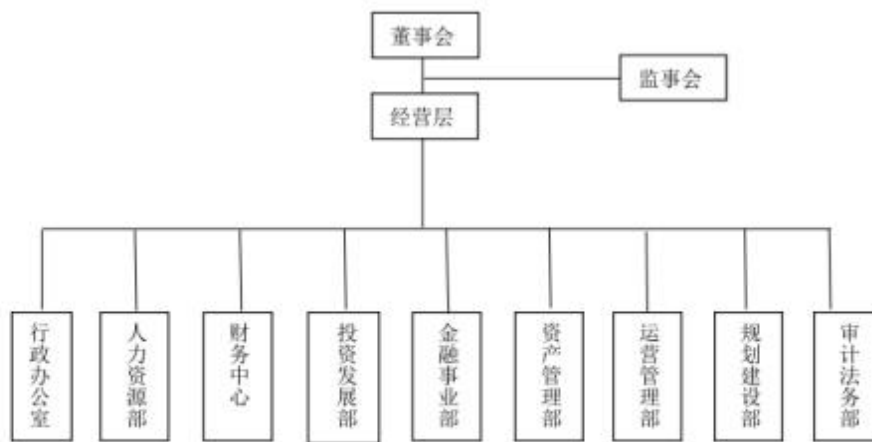 董事会
监事会
经营层
行政办公室
人力资源部
财务中心
投资发展部
金融事业部
资产管理部
运营管理部
规划建设部
审计法务部